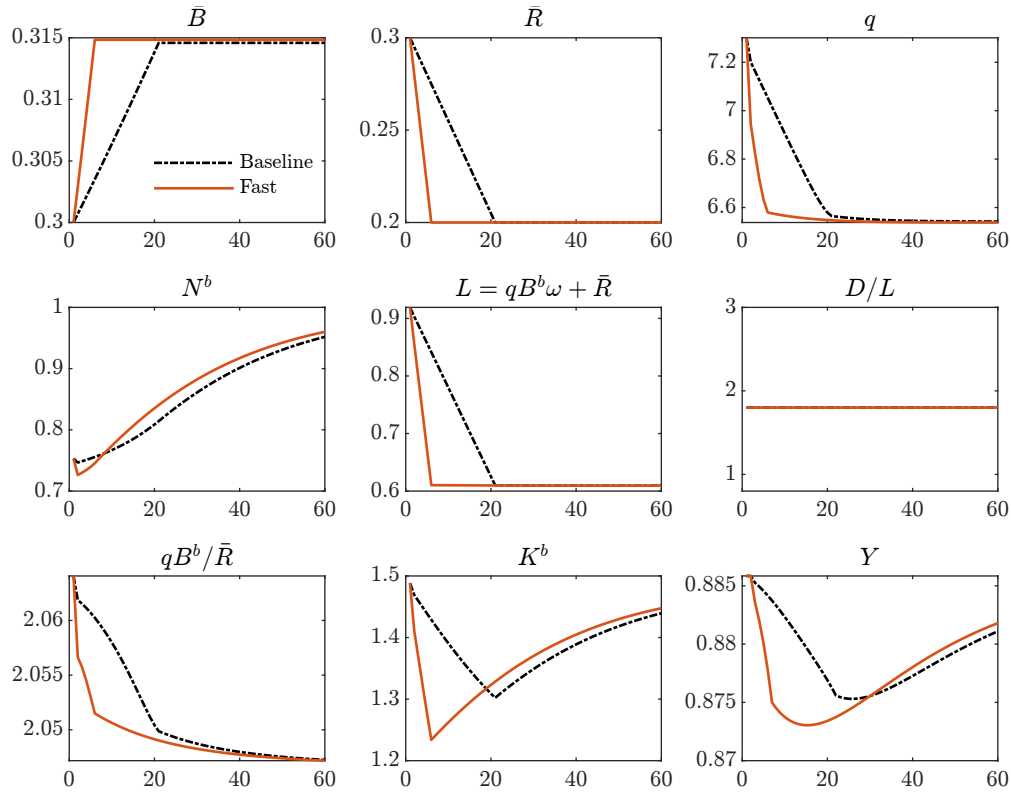 B̄ R̄ q
0.315 0.3 7.2
0.31 7
0.25 6.8
0.305 Baseline
Fast 6.6
0.3 0.2
0 20 40 60 0 20 40 60 0 20 40 60
N^b L = qB^bω + R̄ D/L
1 3
0.9 0.9
0.8 2
0.8 0.7
1
0.7 0.6
0 20 40 60 0 20 40 60 0 20 40 60
qB^b/R̄ K^b Y
1.5 0.885
2.06
1.4 0.88
2.055
1.3 0.875
2.05
1.2 0.87
0 20 40 60 0 20 40 60 0 20 40 60